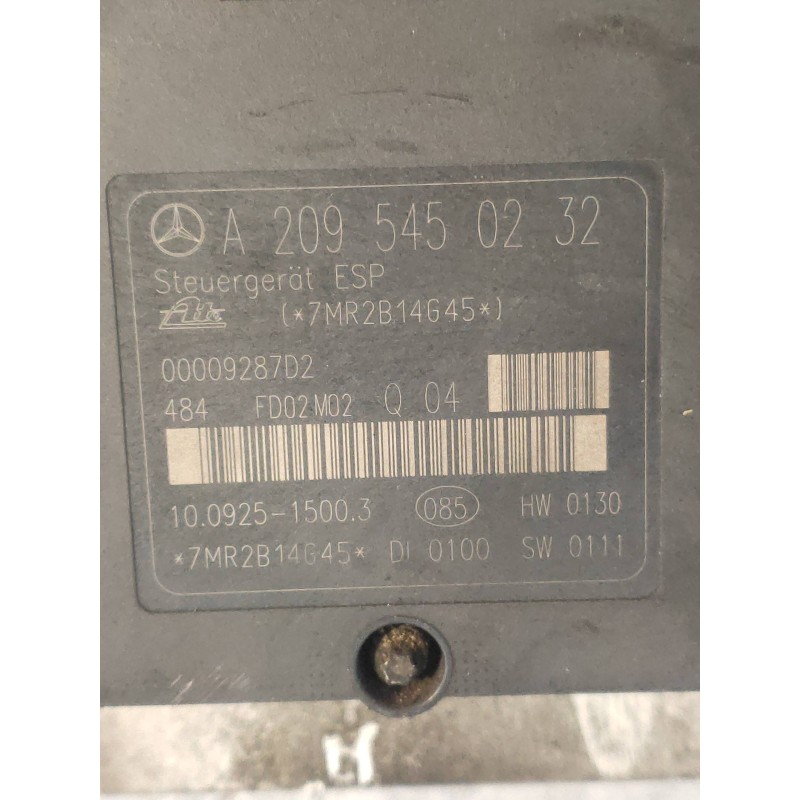 A 209 545 02 32
Steuergerät ESP
Ate (*7MR2B14G45*)
00009287D2
484 FD02M02 Q 04
10.0925-1500.3 085 HW 0130
*7MR2B14G45* DI 0100 SW 0111
H